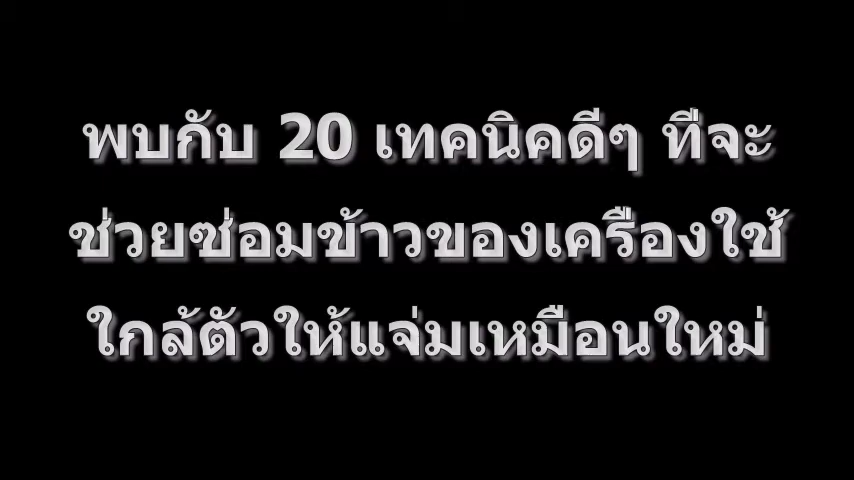 พบกับ 20 เทคนิคดีๆ ที่จะ
ช่วยซ่อมข้าวของเครื่องใช้
ใกล้ตัวให้แจ่มเหมือนใหม่